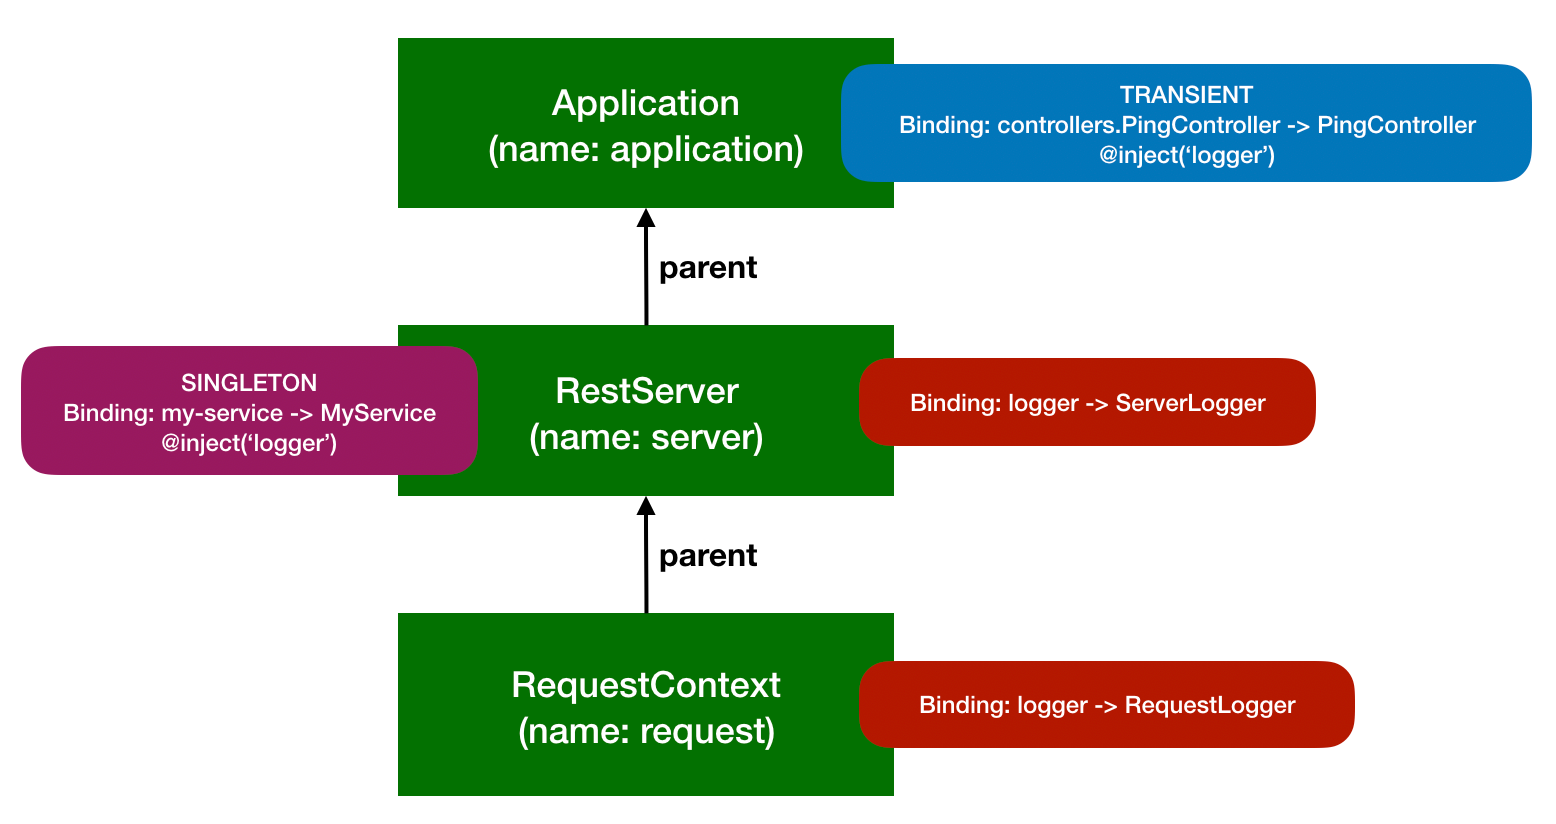 Application
(name: application)
TRANSIENT
Binding: controllers.PingController -> PingController
@inject(‘logger’)
parent
SINGLETON
Binding: my-service -> MyService
@inject(‘logger’)
RestServer
(name: server)
Binding: logger -> ServerLogger
parent
RequestContext
(name: request)
Binding: logger -> RequestLogger